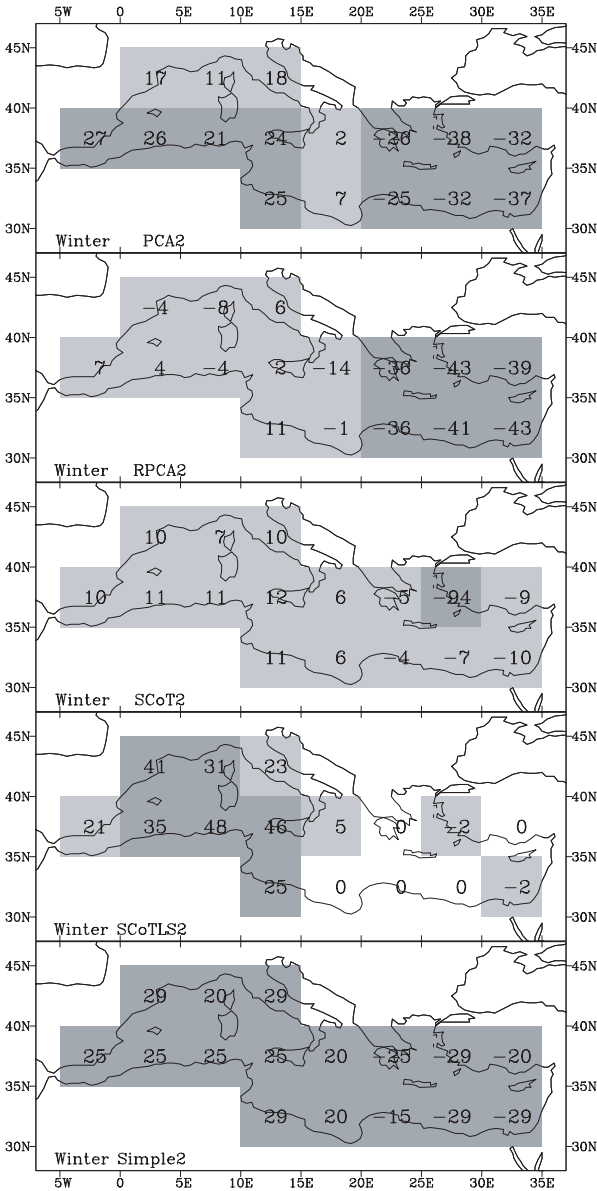 5W 0 5E 10E 15E 20E 25E 30E 35E
45N 45N
17 11 18
40N 40N
27 26 21 24 2 −26 −38 −32
35N 35N
25 7 −25 −32 −37
30N 30N
Winter PCA2
45N 45N
−4 −8 6
40N 40N
7 4 −4 2 −14 −36 −43 −39
35N 35N
11 −1 −36 −41 −43
30N 30N
Winter RPCA2
45N 45N
10 7 10
40N 40N
10 11 11 12 6 −5 −94 −9
35N 35N
11 6 −4 −7 −10
30N 30N
Winter SCoT2
45N 45N
41 31 23
40N 40N
21 35 48 46 5 0 −2 0
35N 35N
25 0 0 0 −2
30N 30N
Winter SCoTLS2
45N 45N
29 20 29
40N 40N
25 25 25 25 20 −25 −29 −20
35N 35N
29 20 −15 −29 −29
30N 30N
Winter Simple2
5W 0 5E 10E 15E 20E 25E 30E 35E